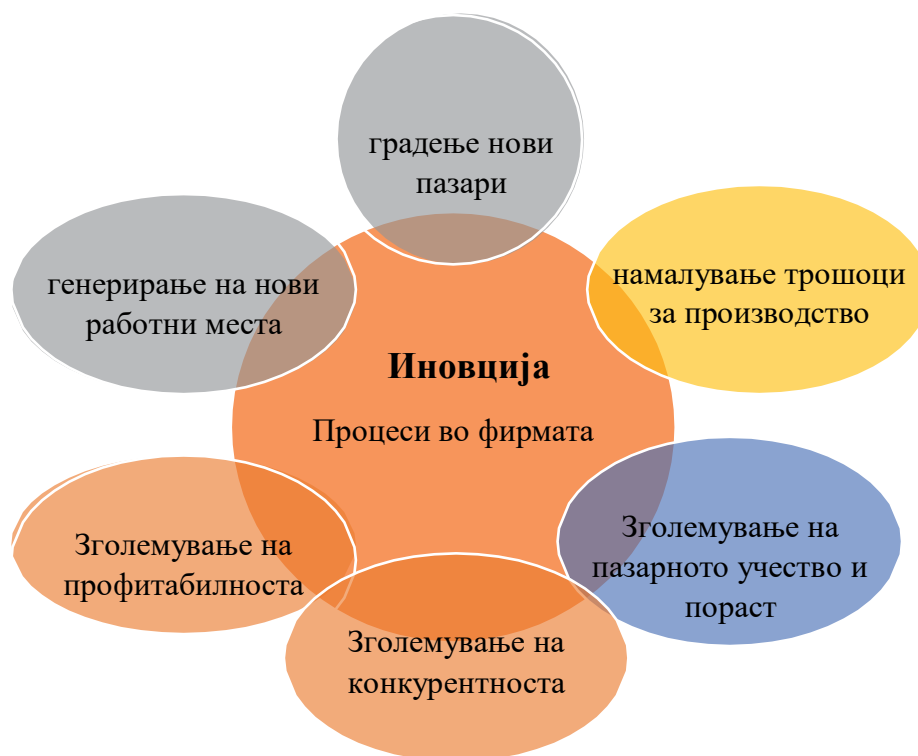 градење нови
пазари
генерирање на нови
работни места
намалување трошоци
за производство
Иновција
Процеси во фирмата
Зголемување на
профитабилноста
Зголемување на
пазарното учество и
пораст
Зголемување на
конкурентноста